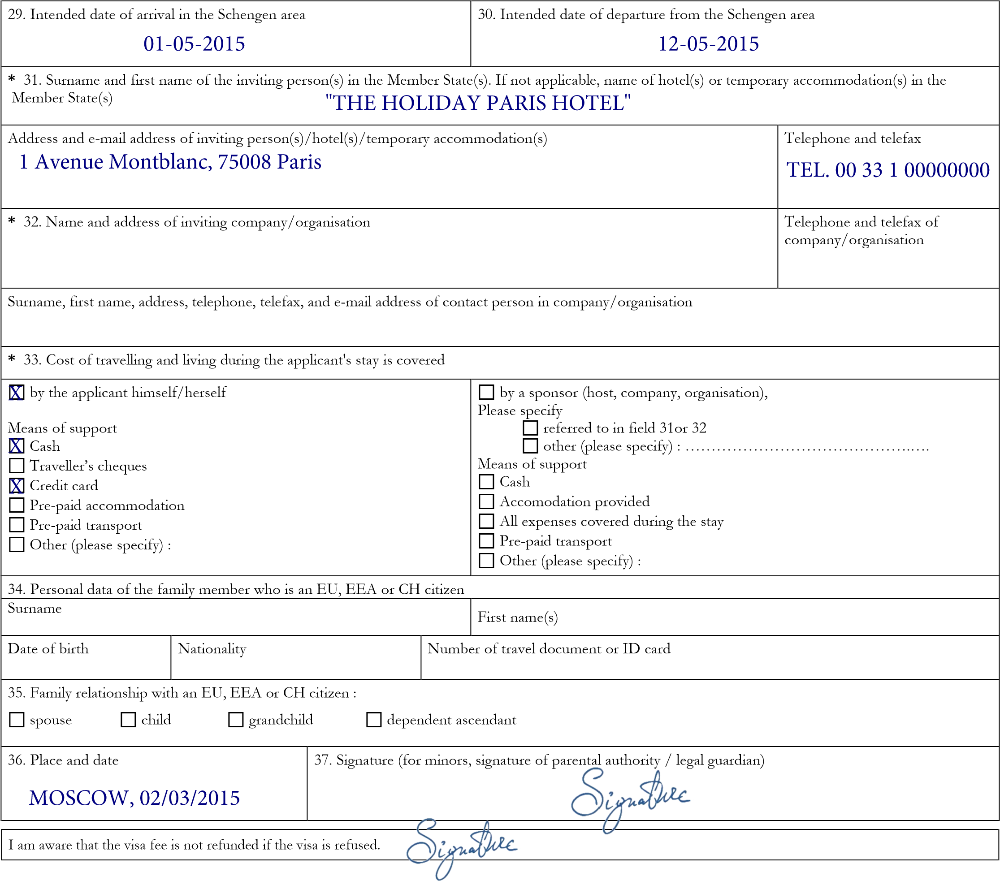 29. Intended date of arrival in the Schengen area
01-05-2015
30. Intended date of departure from the Schengen area
12-05-2015
* 31. Surname and first name of the inviting person(s) in the Member State(s). If not applicable, name of hotel(s) or temporary accommodation(s) in the
Member State(s)
"THE HOLIDAY PARIS HOTEL"
Address and e-mail address of inviting person(s)/hotel(s)/temporary accommodation(s)
1 Avenue Montblanc, 75008 Paris
Telephone and telefax
TEL. 00 33 1 00000000
* 32. Name and address of inviting company/organisation
Telephone and telefax of
company/organisation
Surname, first name, address, telephone, telefax, and e-mail address of contact person in company/organisation
* 33. Cost of travelling and living during the applicant's stay is covered
X by the applicant himself/herself
Means of support
X Cash
Traveller’s cheques
X Credit card
Pre-paid accommodation
Pre-paid transport
Other (please specify) :
by a sponsor (host, company, organisation),
Please specify
referred to in field 31or 32
other (please specify) : …………………………………….….
Means of support
Cash
Accomodation provided
All expenses covered during the stay
Pre-paid transport
Other (please specify) :
34. Personal data of the family member who is an EU, EEA or CH citizen
Surname
First name(s)
Date of birth
Nationality
Number of travel document or ID card
35. Family relationship with an EU, EEA or CH citizen :
spouse child grandchild dependent ascendant
36. Place and date
MOSCOW, 02/03/2015
37. Signature (for minors, signature of parental authority / legal guardian)
Signature
I am aware that the visa fee is not refunded if the visa is refused.
Signature